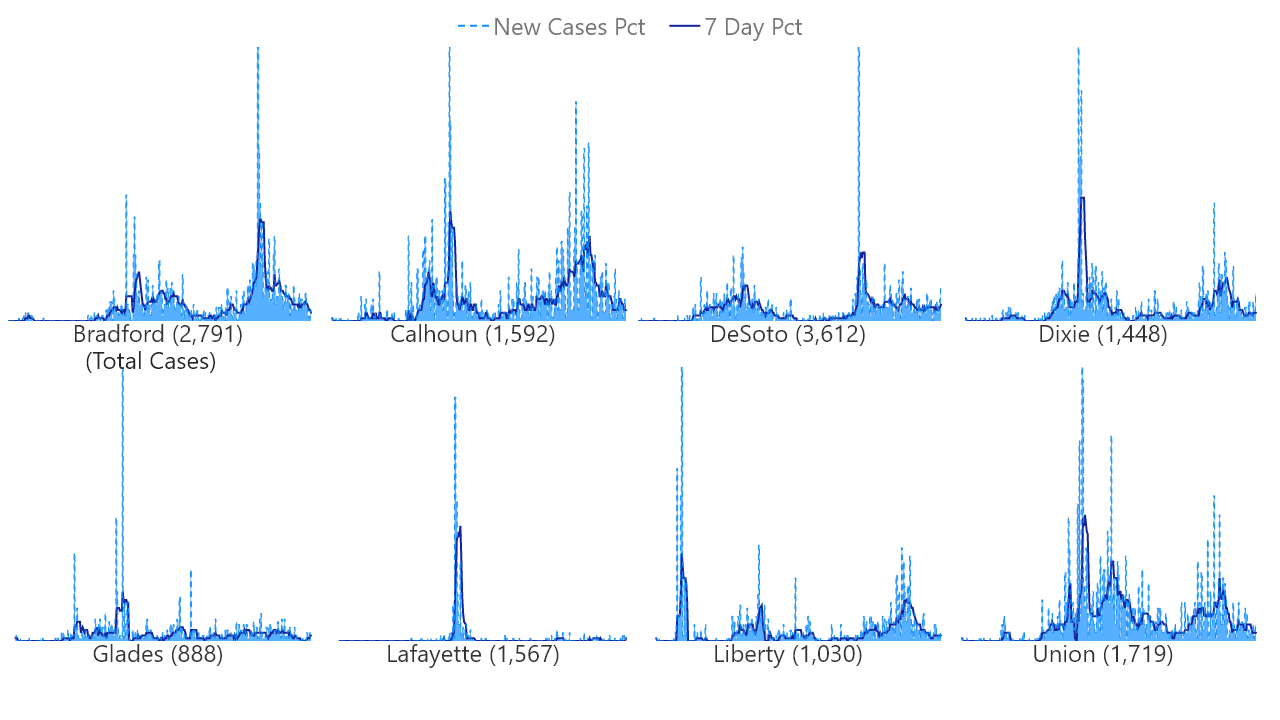 New Cases Pct 7 Day Pct
Bradford (2,791) Calhoun (1,592) DeSoto (3,612) Dixie (1,448)
(Total Cases)
Glades (888) Lafayette (1,567) Liberty (1,030) Union (1,719)